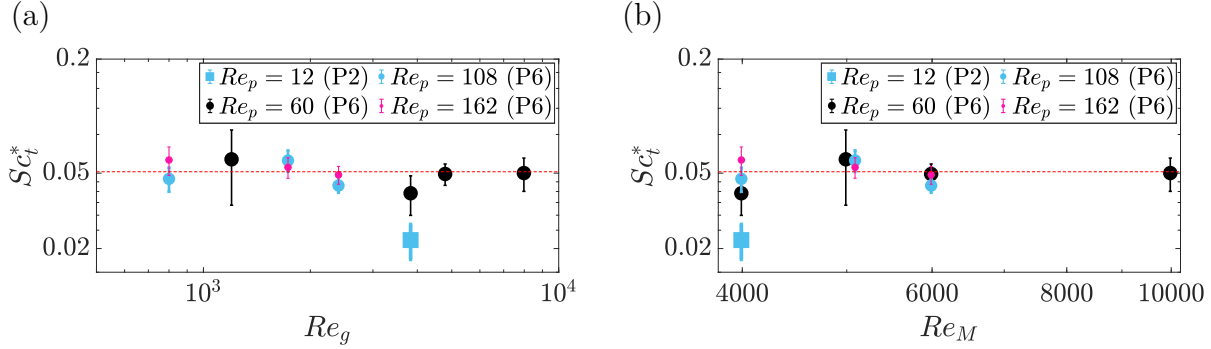 (a)
(b)
0.2
0.05
0.02
Sc_t^*
Re_p = 12 (P2)
Re_p = 108 (P6)
Re_p = 60 (P6)
Re_p = 162 (P6)
10^3
10^4
Re_g
0.2
0.05
0.02
Sc_t^*
Re_p = 12 (P2)
Re_p = 108 (P6)
Re_p = 60 (P6)
Re_p = 162 (P6)
4000
6000
8000
10000
Re_M